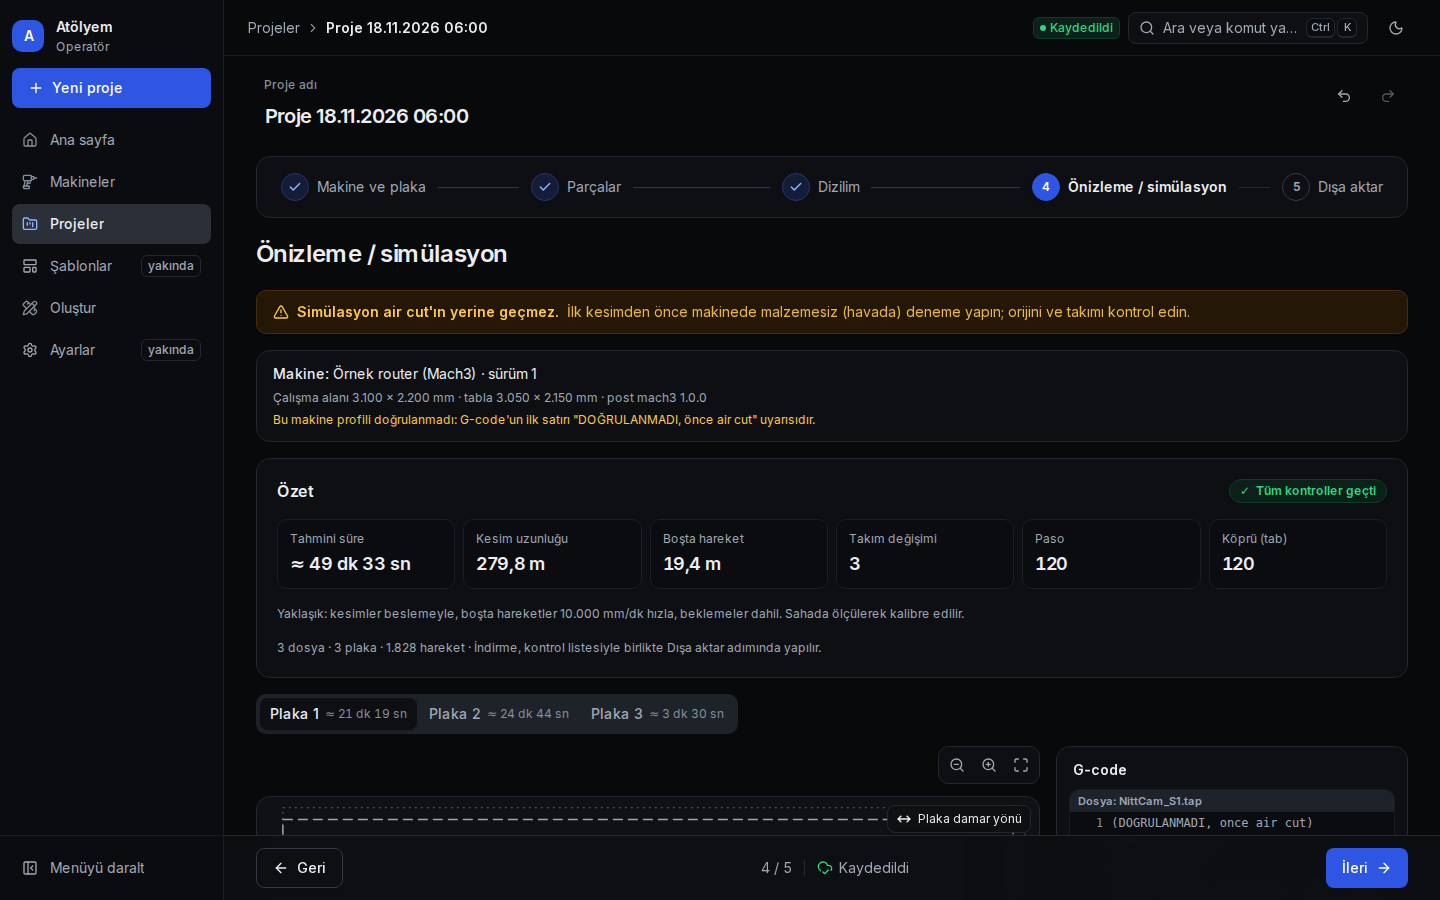 A
Atölyem
Operatör
Yeni proje
Ana sayfa
Makineler
Projeler
Şablonlar yakında
Oluştur
Ayarlar yakında
Menüyü daralt
Projeler > Proje 18.11.2026 06:00
Kaydedildi
Ara veya komut ya... Ctrl K
Proje adı
Proje 18.11.2026 06:00
Makine ve plaka
Parçalar
Dizilim
4 Önizleme / simülasyon
5 Dışa aktar
Önizleme / simülasyon
Simülasyon air cut'ın yerine geçmez. İlk kesimden önce makinede malzemesiz (havada) deneme yapın; orijini ve takımı kontrol edin.
Makine: Örnek router (Mach3) · sürüm 1
Çalışma alanı 3.100 × 2.200 mm · tabla 3.050 × 2.150 mm · post mach3 1.0.0
Bu makine profili doğrulanmadı: G-code'un ilk satırı "DOĞRULANMADI, önce air cut" uyarısıdır.
Özet
✓ Tüm kontroller geçti
Tahmini süre
≈ 49 dk 33 sn
Kesim uzunluğu
279,8 m
Boşta hareket
19,4 m
Takım değişimi
3
Paso
120
Köprü (tab)
120
Yaklaşık: kesimler beslemeyle, boşta hareketler 10.000 mm/dk hızla, beklemeler dahil. Sahada ölçülerek kalibre edilir.
3 dosya · 3 plaka · 1.828 hareket · İndirme, kontrol listesiyle birlikte Dışa aktar adımında yapılır.
Plaka 1 ≈ 21 dk 19 sn
Plaka 2 ≈ 24 dk 44 sn
Plaka 3 ≈ 3 dk 30 sn
Plaka damar yönü
G-code
Dosya: NittCam_S1.tap
1 (DOGRULANMADI, once air cut)
Geri
4 / 5
Kaydedildi
İleri